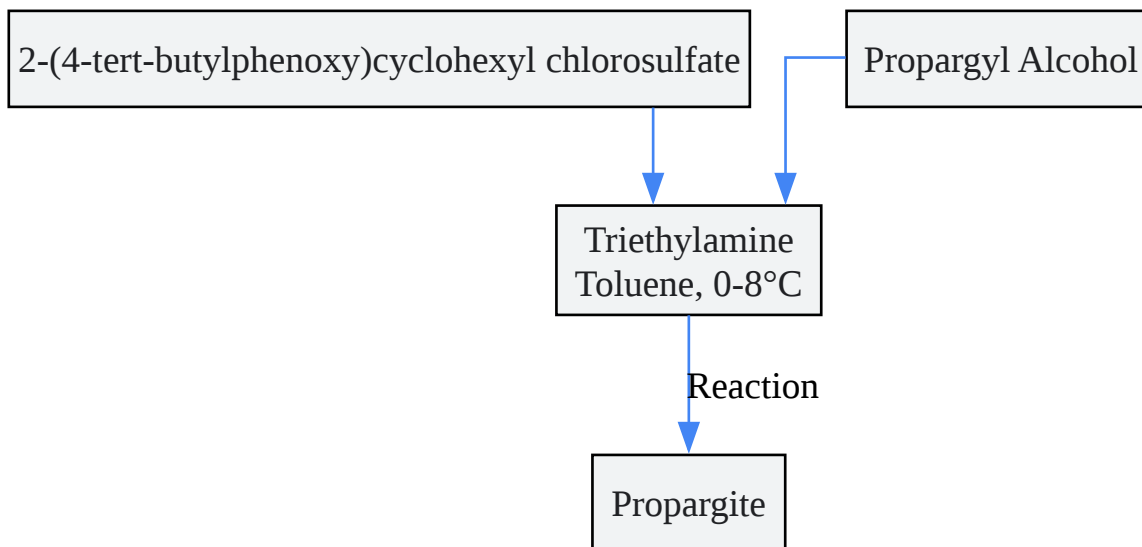 2-(4-tert-butylphenoxy)cyclohexyl chlorosulfate
Propargyl Alcohol
Triethylamine
Toluene, 0-8°C
Reaction
Propargite